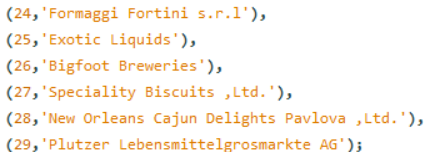 (24,'Formaggi Fortini s.r.l'),
(25,'Exotic Liquids'),
(26,'Bigfoot Breweries'),
(27,'Speciality Biscuits ,Ltd.'),
(28,'New Orleans Cajun Delights Pavlova ,Ltd.'),
(29,'Plutzer Lebensmittelgrosmarkte AG');